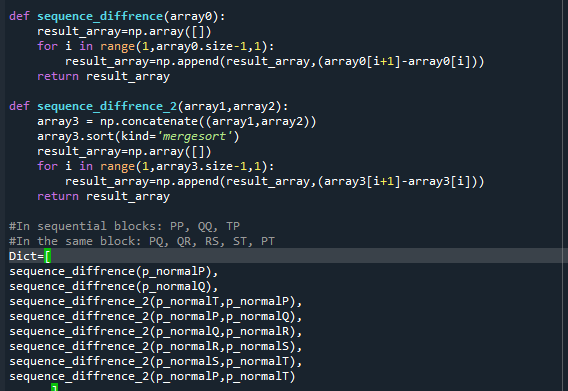 def sequence_diffrence(array0):
    result_array=np.array([])
    for i in range(1,array0.size-1,1):
        result_array=np.append(result_array,(array0[i+1]-array0[i]))
    return result_array
def sequence_diffrence_2(array1,array2):
    array3 = np.concatenate((array1,array2))
    array3.sort(kind='mergesort')
    result_array=np.array([])
    for i in range(1,array3.size-1,1):
        result_array=np.append(result_array,(array3[i+1]-array3[i]))
    return result_array
#In sequential blocks: PP, QQ, TP
#In the same block: PQ, QR, RS, ST, PT
Dict=[
sequence_diffrence(p_normalP),
sequence_diffrence(p_normalQ),
sequence_diffrence_2(p_normalT,p_normalP),
sequence_diffrence_2(p_normalP,p_normalQ),
sequence_diffrence_2(p_normalQ,p_normalR),
sequence_diffrence_2(p_normalR,p_normalS),
sequence_diffrence_2(p_normalS,p_normalT),
sequence_diffrence_2(p_normalP,p_normalT)
     ]